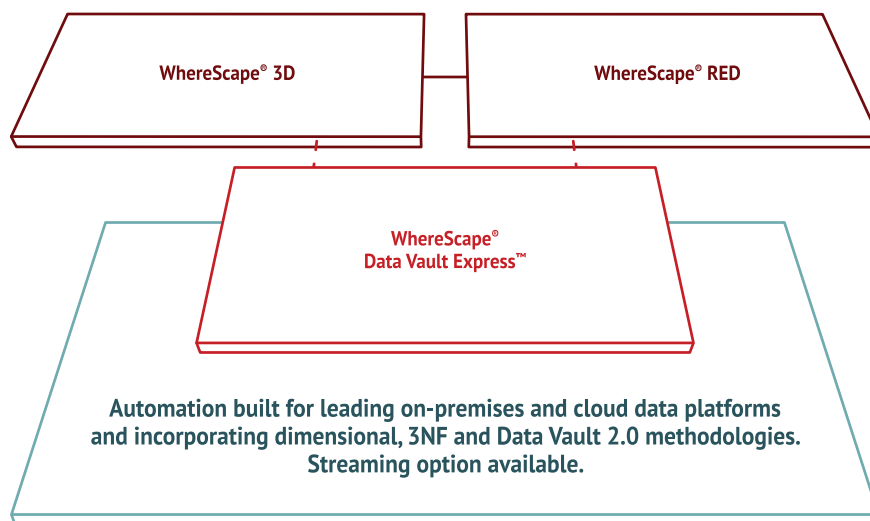 WhereScape® 3D
WhereScape® RED
WhereScape®
Data Vault Express™
Automation built for leading on-premises and cloud data platforms
and incorporating dimensional, 3NF and Data Vault 2.0 methodologies.
Streaming option available.